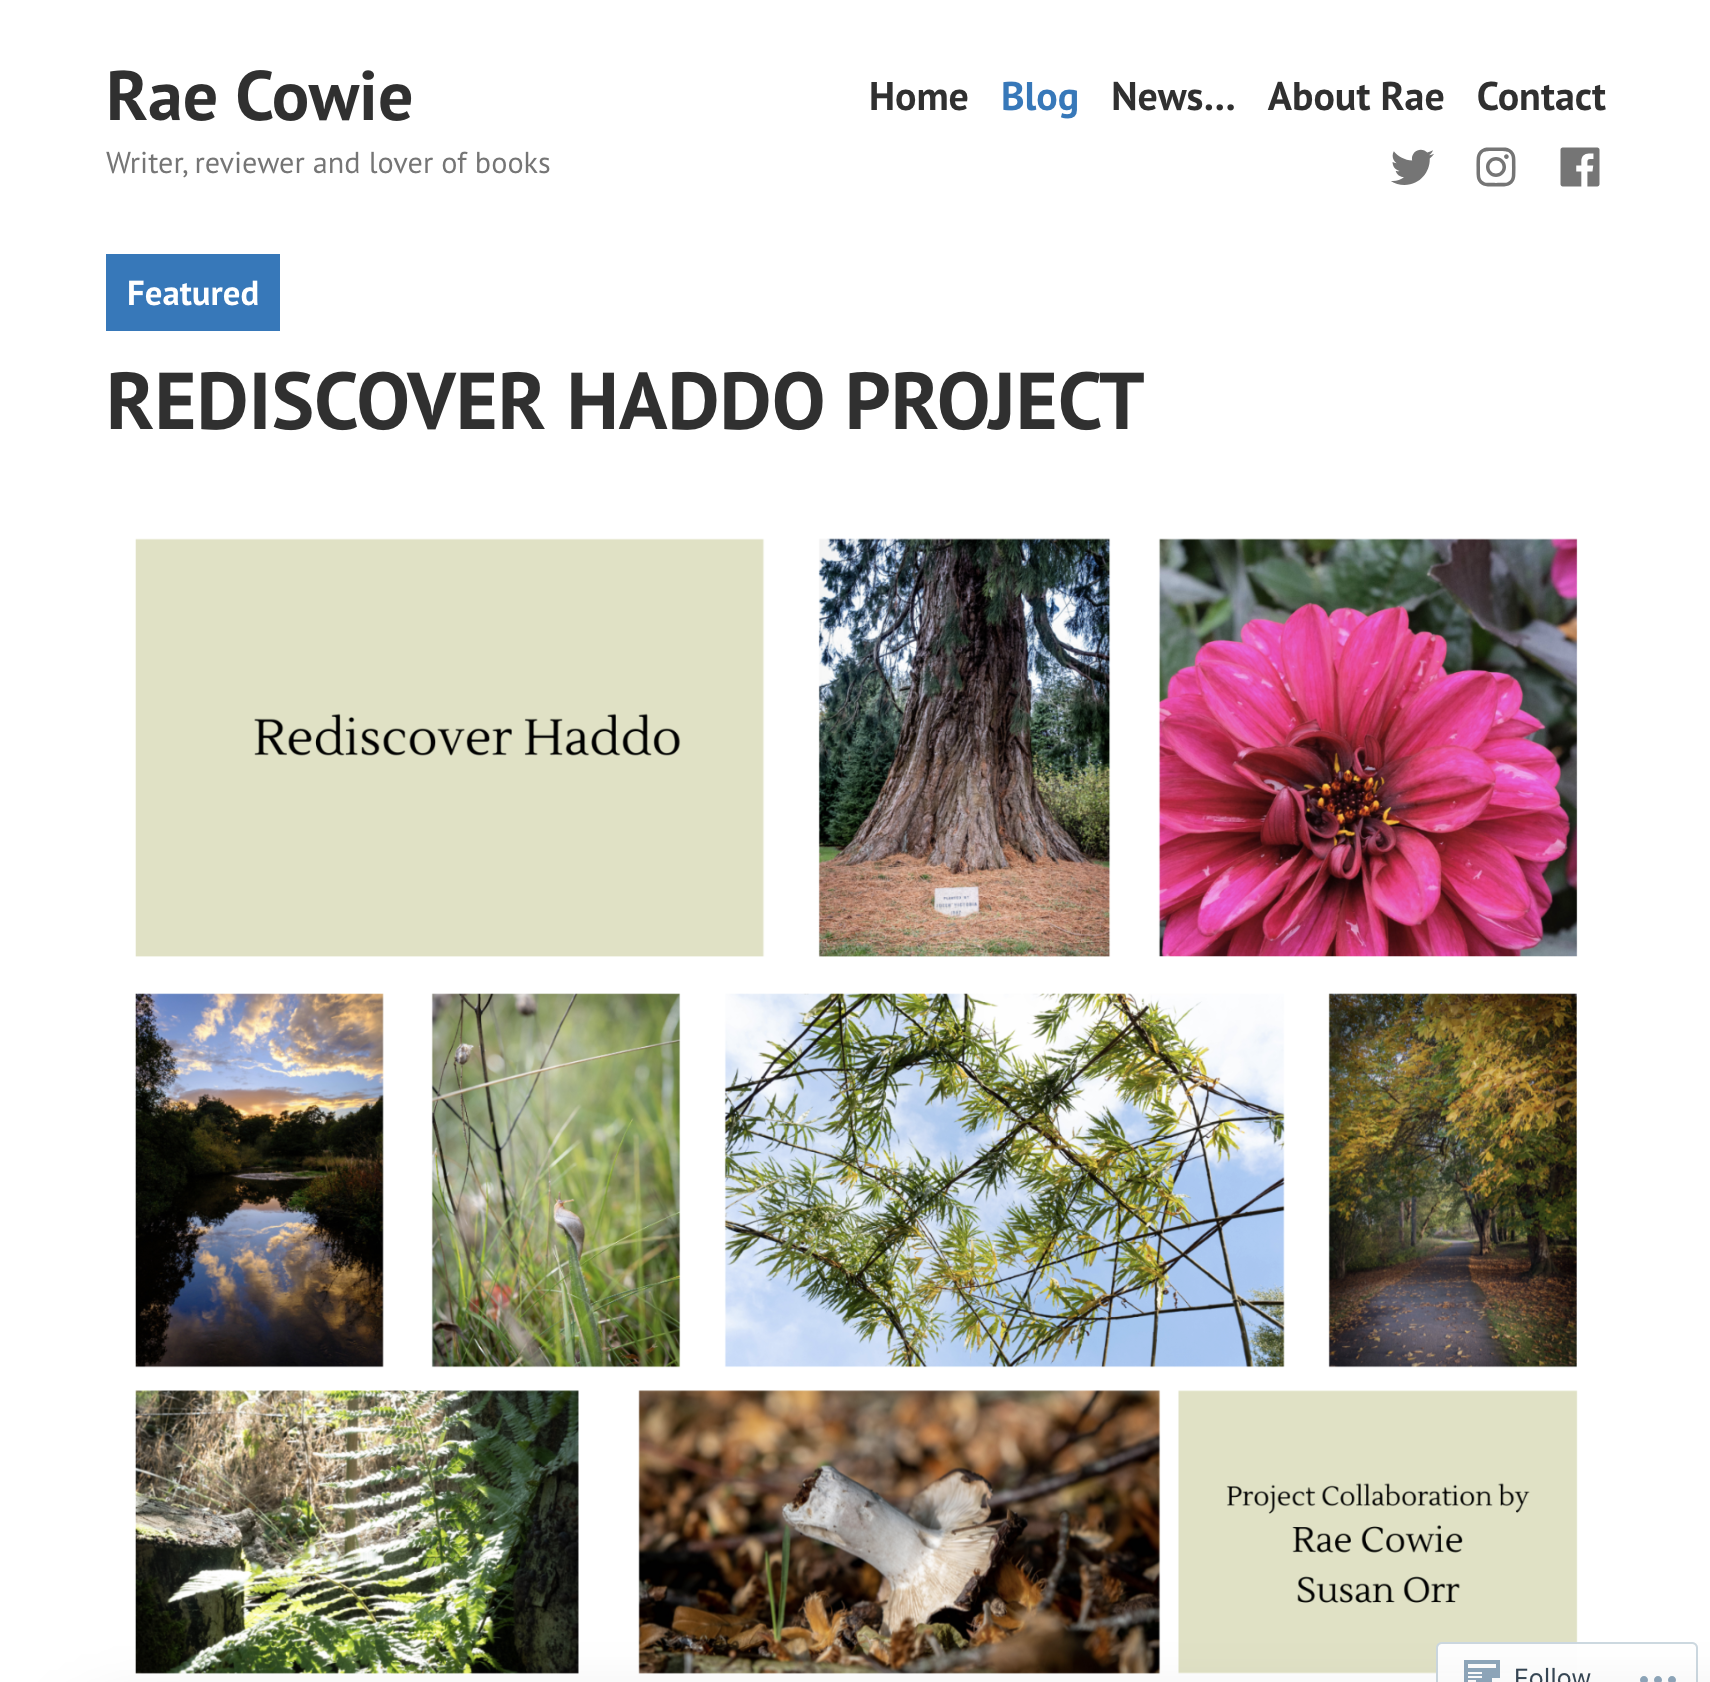 Rae Cowie
Writer, reviewer and lover of books
Home Blog News... About Rae Contact
Featured
REDISCOVER HADDO PROJECT
Rediscover Haddo
Project Collaboration by
Rae Cowie
Susan Orr
Follow